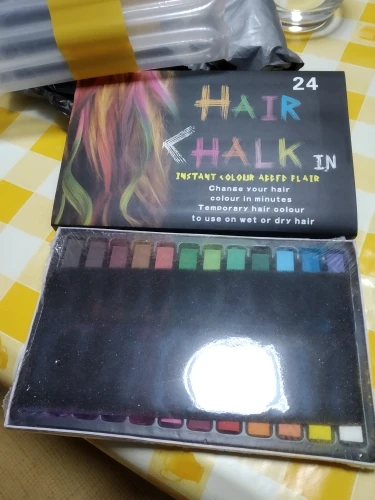 24
HAIR
CHALK IN
INSTANT COLOUR ADDED FLAIR
Change your hair
colour in minutes
Temporary hair colour
to use on wet or dry hair